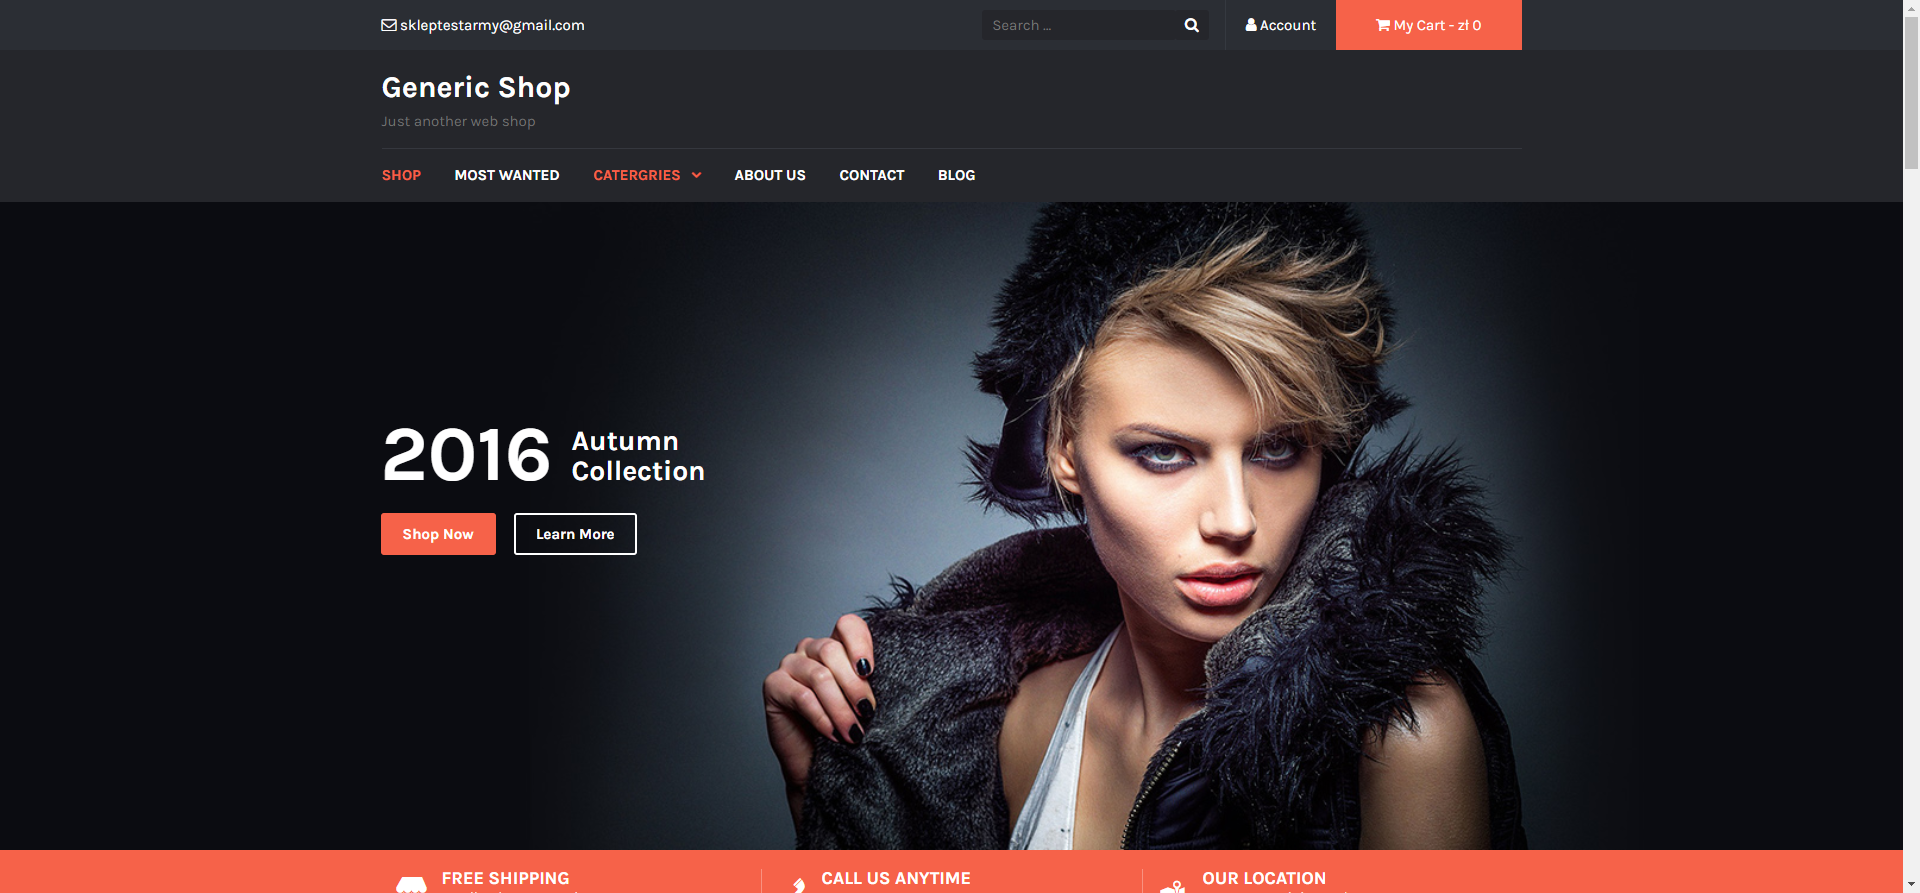 skleptestarmy@gmail.com
Search ...
Account
My Cart - zł 0
Generic Shop
Just another web shop
SHOP
MOST WANTED
CATERGRIES
ABOUT US
CONTACT
BLOG
2016
Autumn
Collection
Shop Now
Learn More
FREE SHIPPING
CALL US ANYTIME
OUR LOCATION